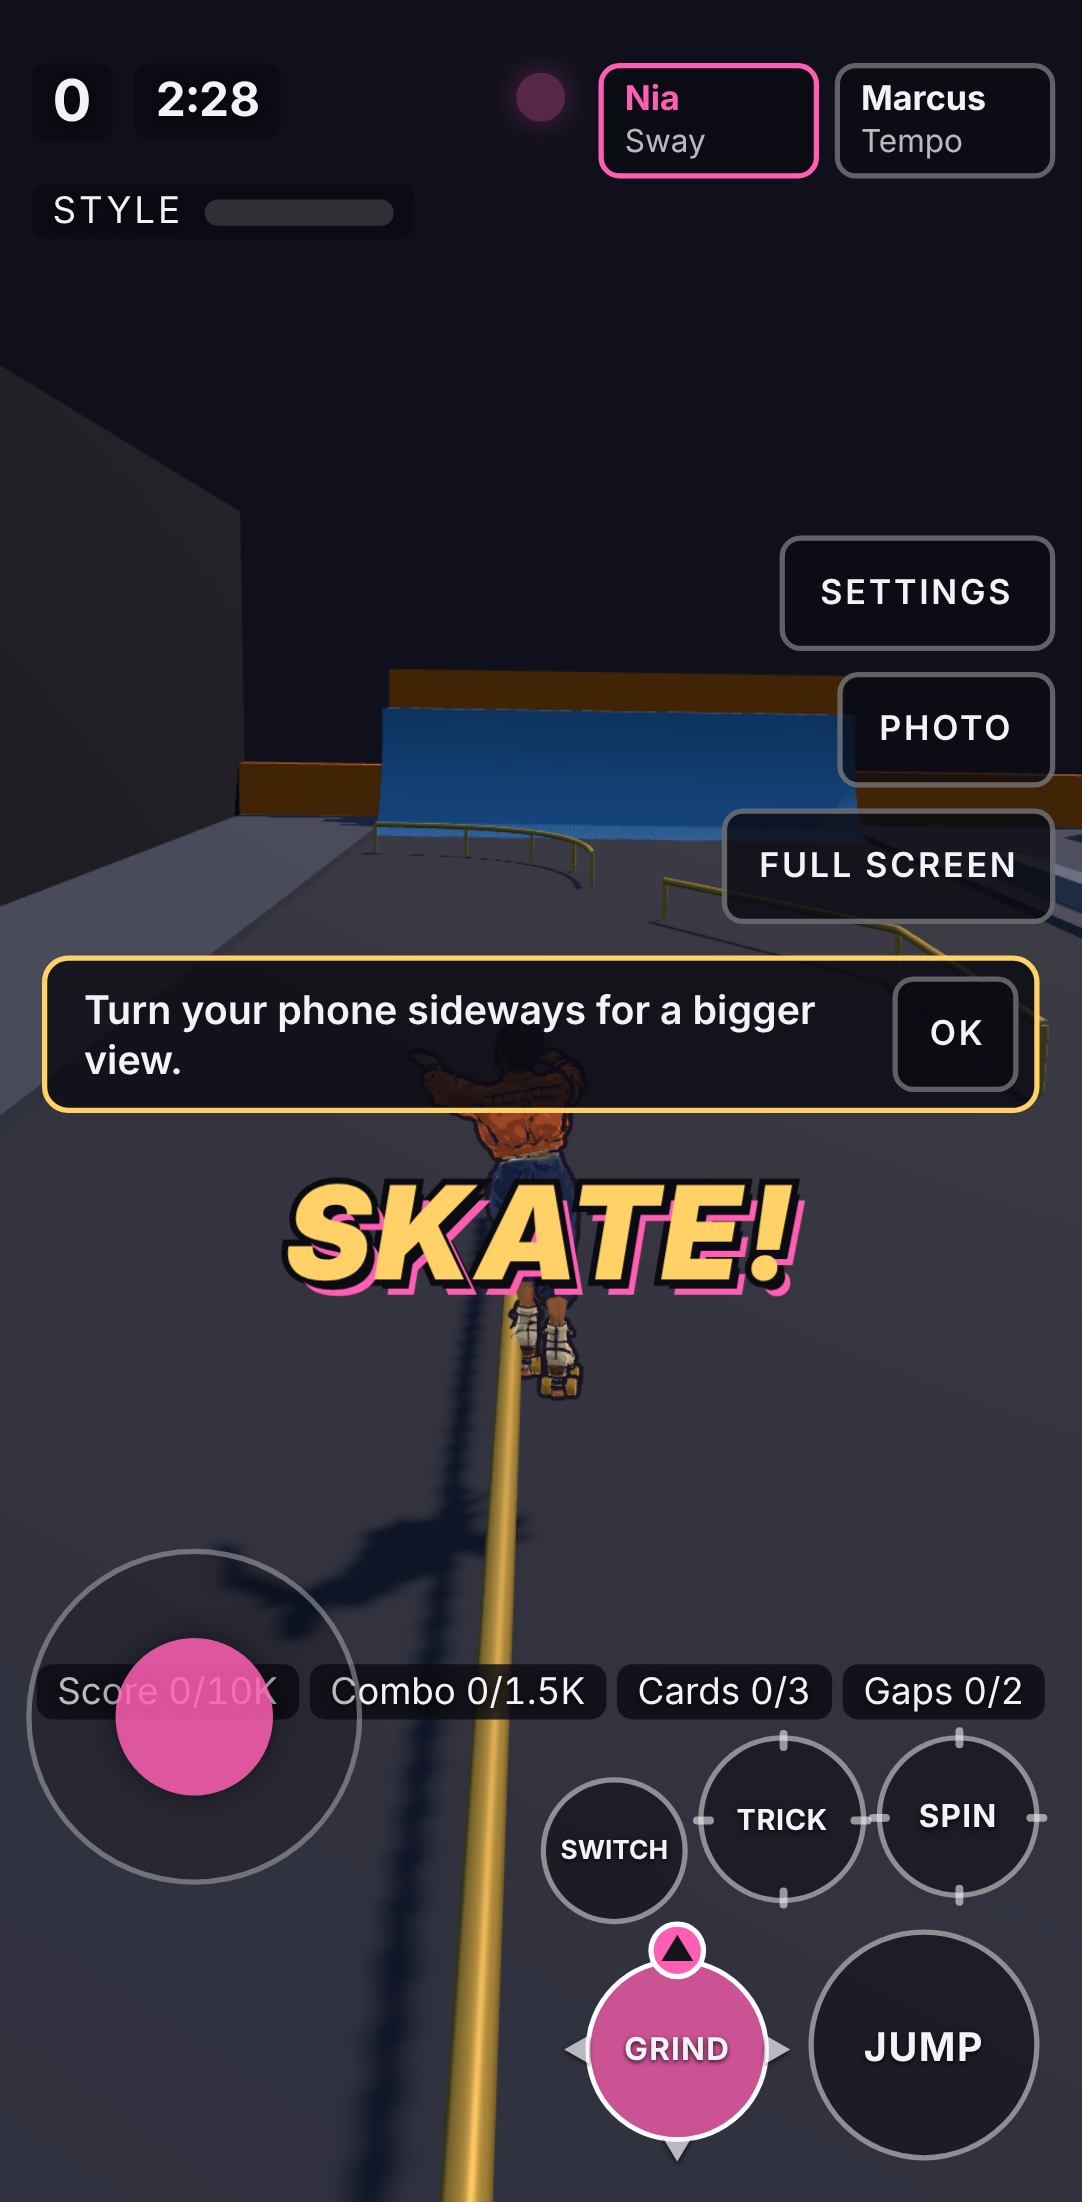 0
2:28
Nia
Sway
Marcus
Tempo
STYLE
SETTINGS
PHOTO
FULL SCREEN
Turn your phone sideways for a bigger
view.
OK
SKATE!
Score 0/10K
Combo 0/1.5K
Cards 0/3
Gaps 0/2
SWITCH
TRICK
SPIN
GRIND
JUMP